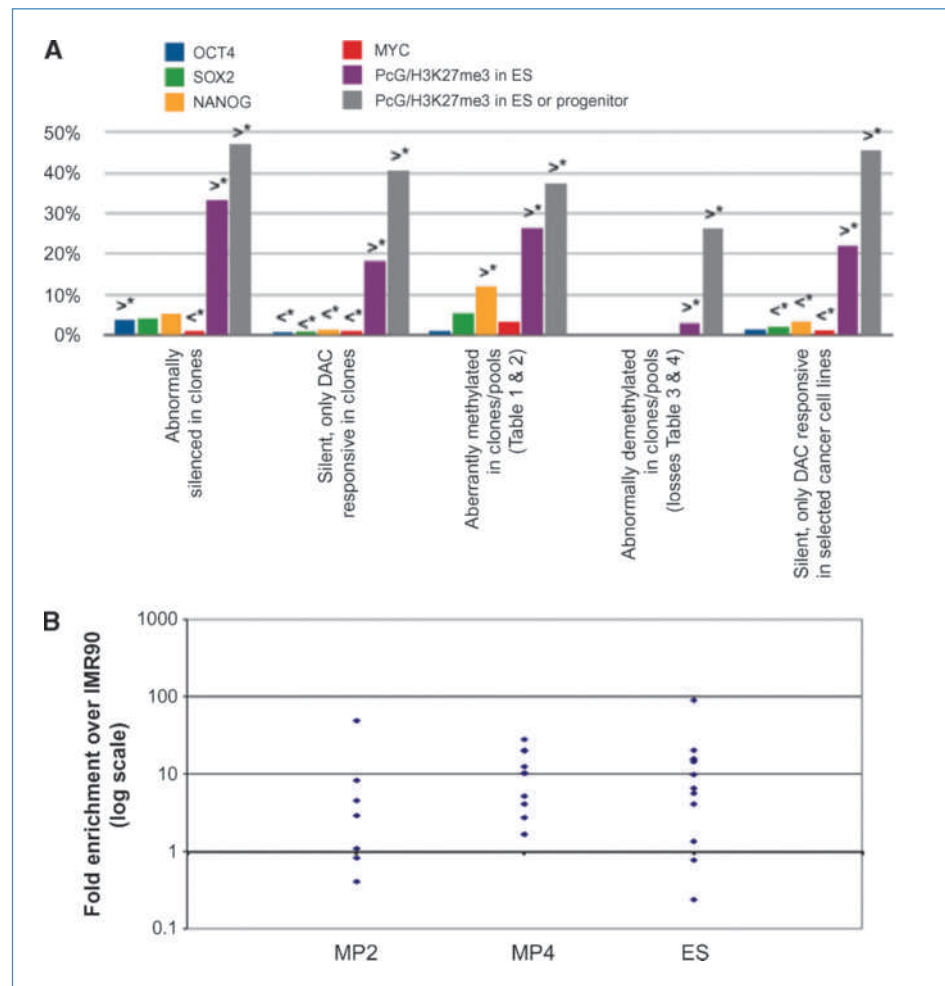 A
OCT4
SOX2
NANOG
MYC
PcG/H3K27me3 in ES
PcG/H3K27me3 in ES or progenitor
50%
40%
30%
20%
10%
0%
>*
<*
>*
>*
<*
<*
<*
<*
>*
>*
>*
>*
>*
>*
>*
<*
<*
<*
>*
>*
Abnormally
silenced in clones
Silent, only DAC
responsive in clones
Aberrantly methylated
in clones/pools
(Table 1 & 2)
Abnormally demethylated
in clones/pools
(losses Table 3 & 4)
Silent, only DAC responsive
in selected cancer cell lines
B
Fold enrichment over IMR90
(log scale)
1000
100
10
1
0.1
MP2
MP4
ES